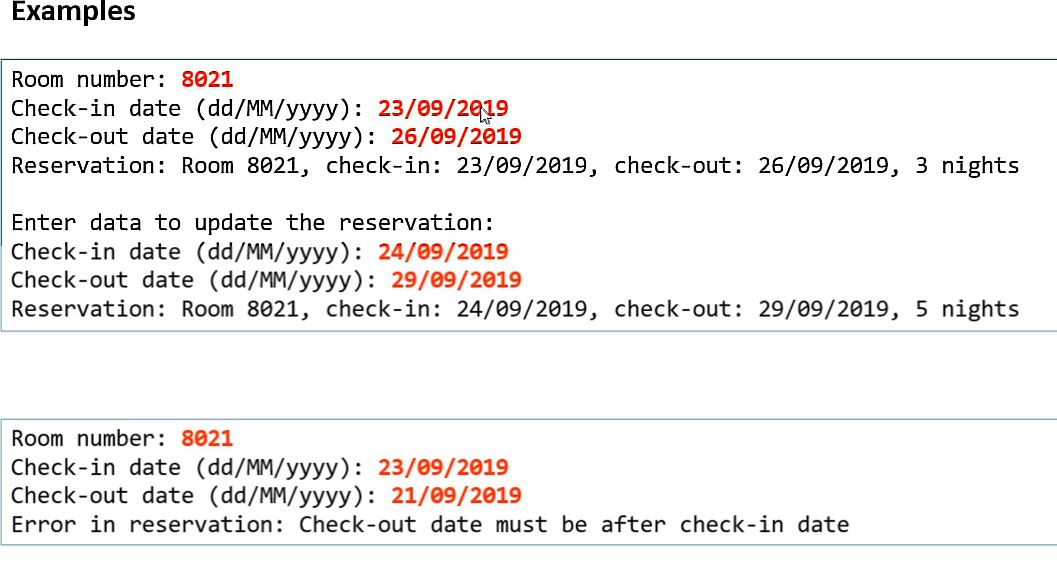 Examples
Room number: 8021
Check-in date (dd/MM/yyyy): 23/09/2019
Check-out date (dd/MM/yyyy): 26/09/2019
Reservation: Room 8021, check-in: 23/09/2019, check-out: 26/09/2019, 3 nights
Enter data to update the reservation:
Check-in date (dd/MM/yyyy): 24/09/2019
Check-out date (dd/MM/yyyy): 29/09/2019
Reservation: Room 8021, check-in: 24/09/2019, check-out: 29/09/2019, 5 nights
Room number: 8021
Check-in date (dd/MM/yyyy): 23/09/2019
Check-out date (dd/MM/yyyy): 21/09/2019
Error in reservation: Check-out date must be after check-in date